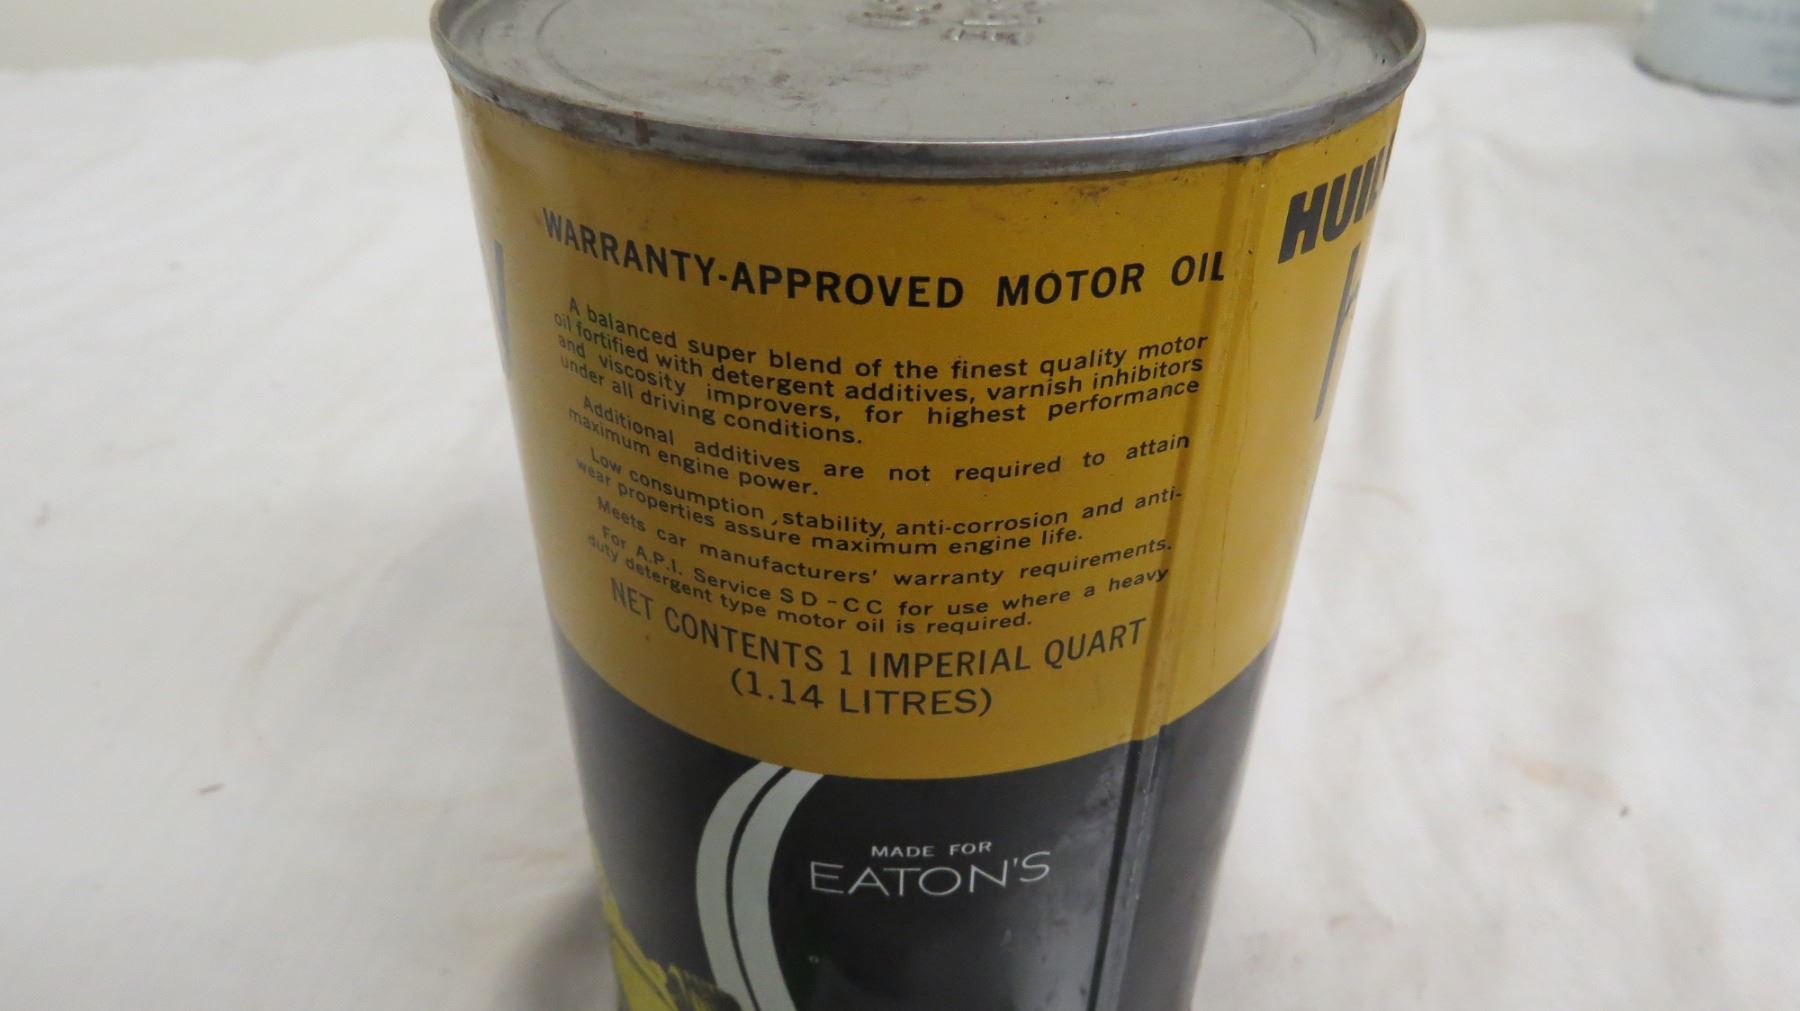 WARRANTY-APPROVED MOTOR OIL
A balanced super blend of the finest quality motor
oil fortified with detergent additives, varnish inhibitors
and viscosity improvers, for highest performance
under all driving conditions.
Additional additives are not required to attain
maximum engine power.
Low consumption, stability, anti-corrosion and anti-
wear properties assure maximum engine life.
Meets car manufacturers' warranty requirements.
For A.P.I. Service SD-CC for use where a heavy
duty detergent type motor oil is required.
NET CONTENTS 1 IMPERIAL QUART
(1.14 LITRES)
MADE FOR
EATON'S